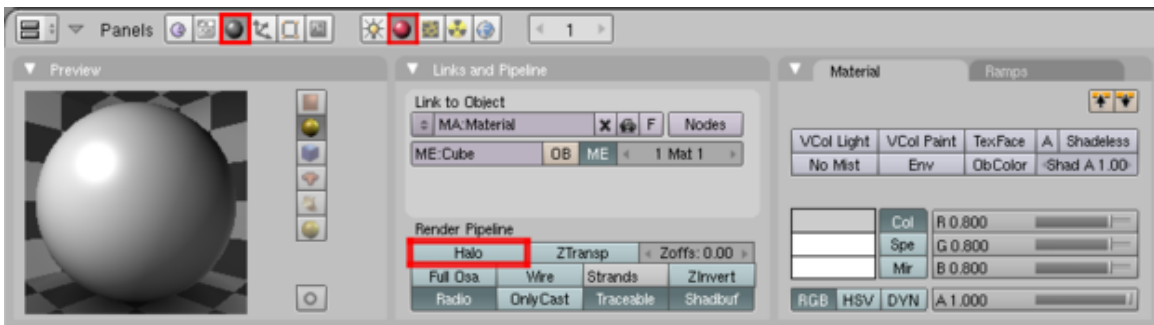 Panels 1
Preview
Links and Pipeline
Link to Object
MA:Material X F Nodes
ME:Cube OB ME 1 Mat 1
Render Pipeline
Halo ZTransp Zoffs: 0.00
Full Osa Wire Strands ZInvert
Radio OnlyCast Traceable Shadbuf
Material Ramps
VCol Light VCol Paint TexFace A Shadeless
No Mist Env ObColor Shad A 1.00
Col R 0.800
Spe G 0.800
Mir B 0.800
RGB HSV DYN A 1.000